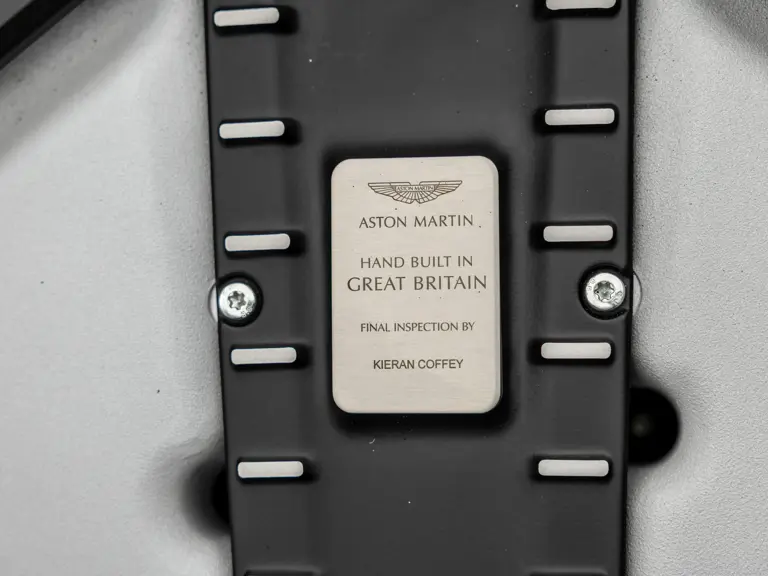 ASTON MARTIN
ASTON MARTIN
HAND BUILT IN
GREAT BRITAIN
FINAL INSPECTION BY
KIERAN COFFEY